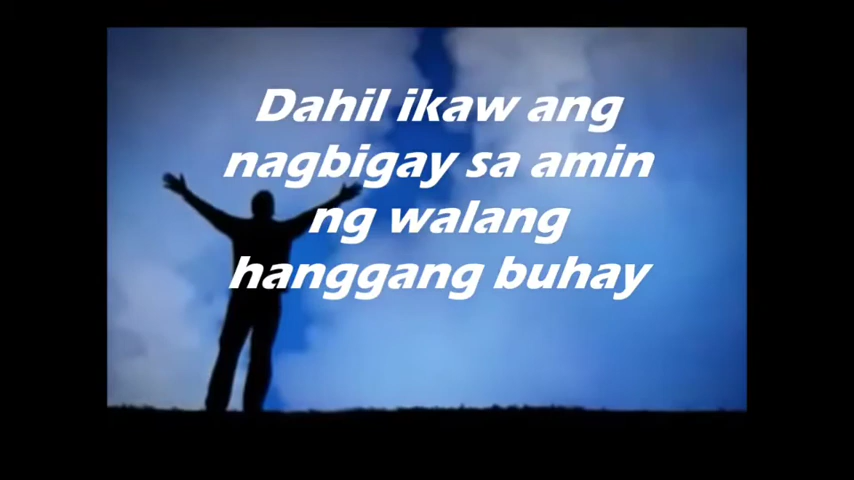 Dahil ikaw ang
nagbigay sa amin
ng walang
hanggang buhay